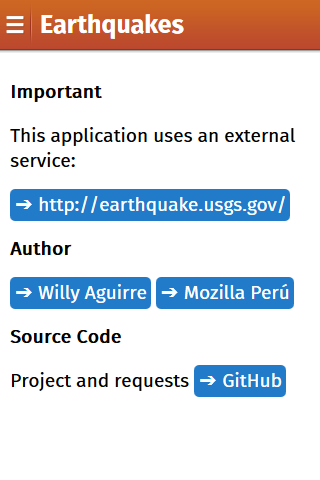 ☰ Earthquakes
Important
This application uses an external
service:
➔ http://earthquake.usgs.gov/
Author
➔ Willy Aguirre ➔ Mozilla Perú
Source Code
Project and requests ➔ GitHub